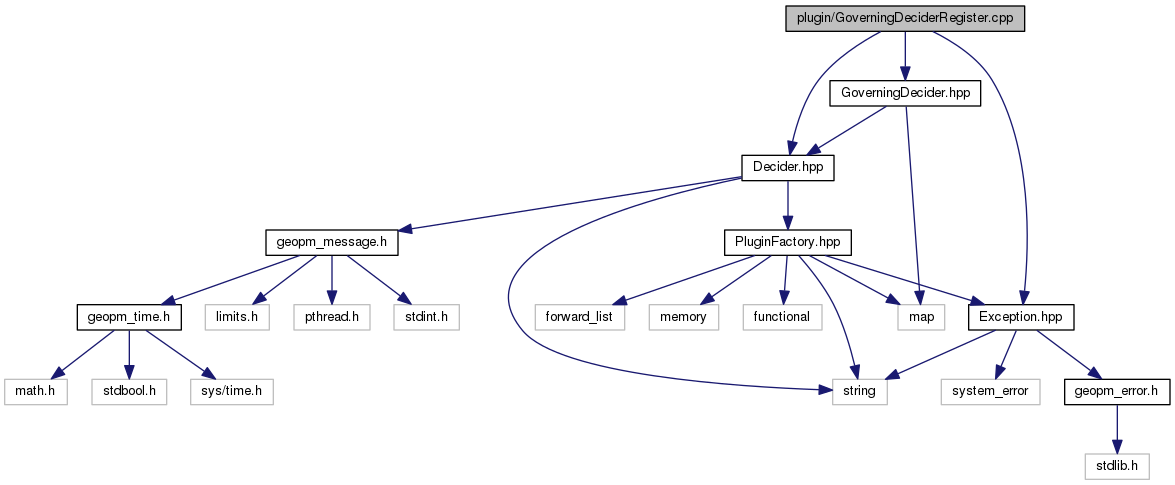 plugin/GoverningDeciderRegister.cpp
GoverningDecider.hpp
Decider.hpp
geopm_message.h
PluginFactory.hpp
geopm_time.h
limits.h
pthread.h
stdint.h
forward_list
memory
functional
map
Exception.hpp
math.h
stdbool.h
sys/time.h
string
system_error
geopm_error.h
stdlib.h